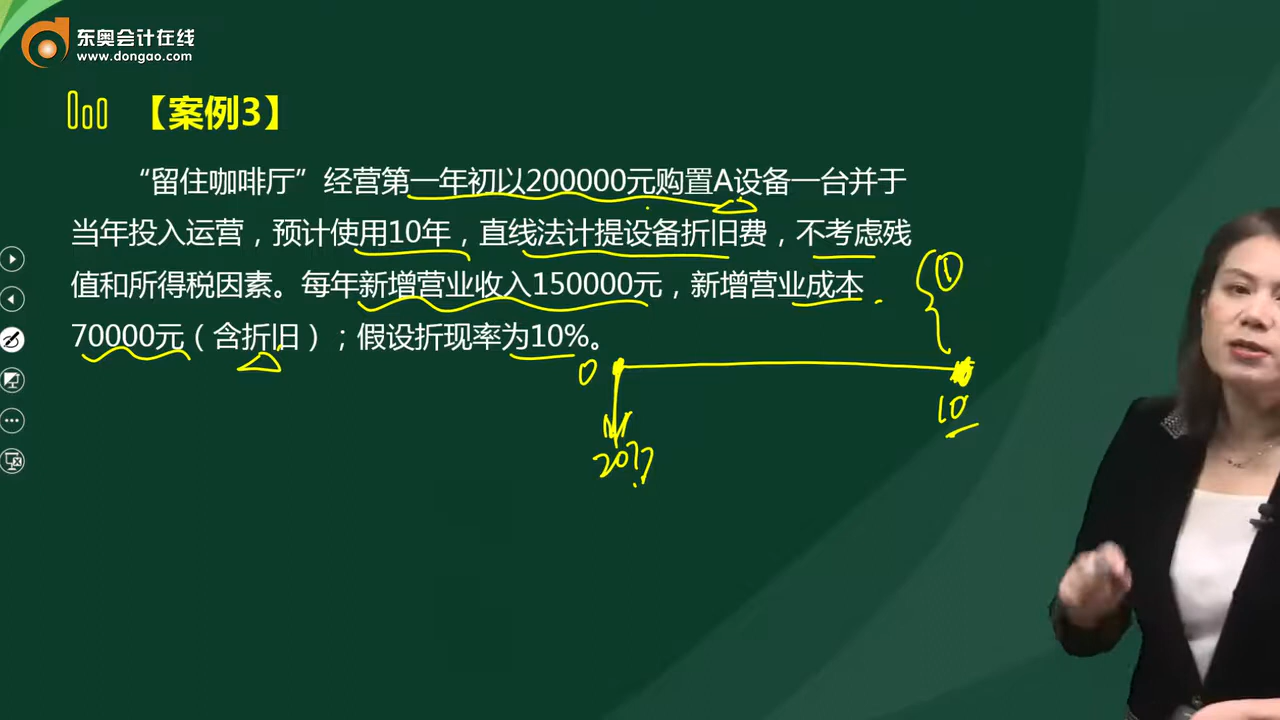 东奥会计在线
www.dongao.com
【案例3】
“留住咖啡厅”经营第一年初以200000元购置A设备一台并于
当年投入运营，预计使用10年，直线法计提设备折旧费，不考虑残
值和所得税因素。每年新增营业收入150000元，新增营业成本
70000元（含折旧）；假设折现率为10%。
①
0
10
20万